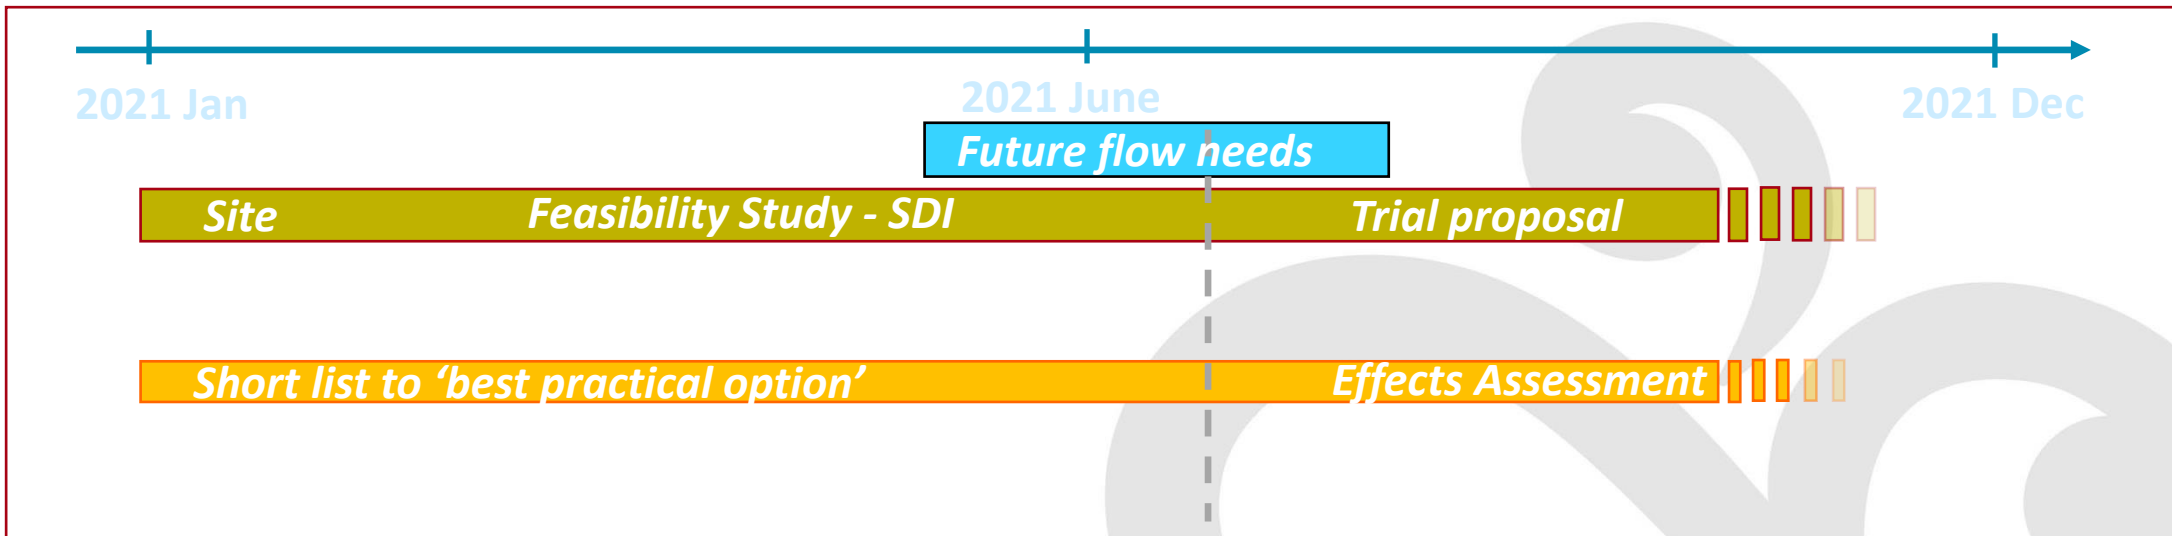 2021 Jan
2021 June
2021 Dec
Future flow needs
Site
Feasibility Study - SDI
Trial proposal
Short list to ‘best practical option’
Effects Assessment